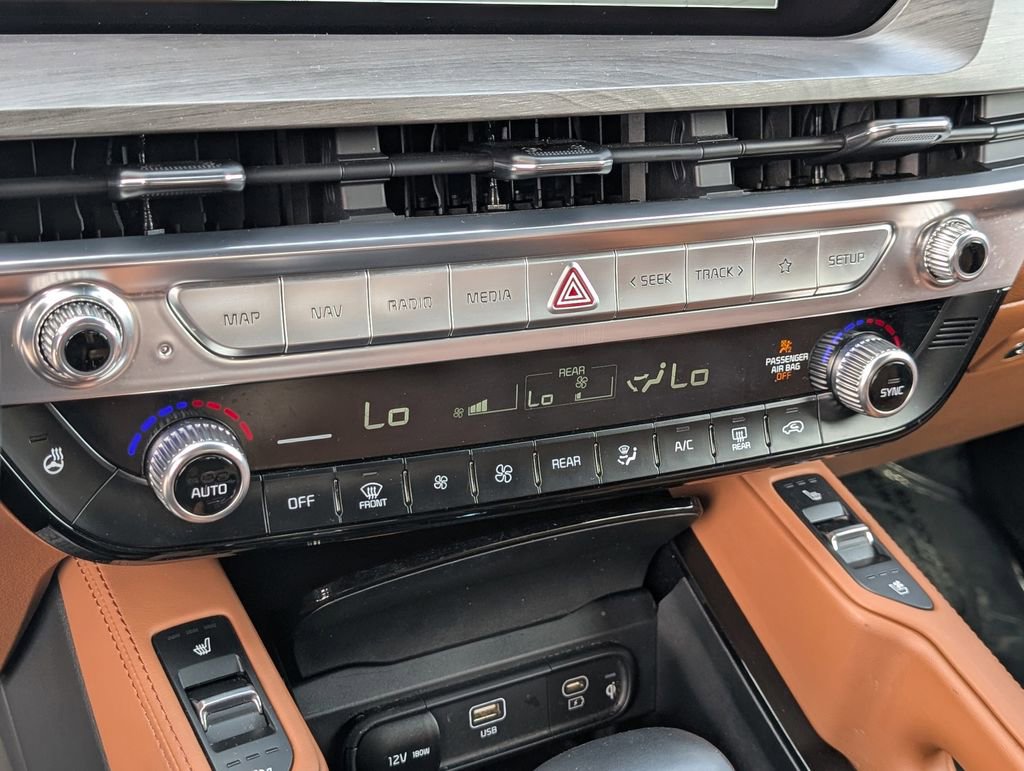 MAP NAV RADIO MEDIA < SEEK TRACK > SETUP
Lo REAR Lo Lo
PASSENGER
AIR BAG
OFF
AUTO SYNC
OFF FRONT REAR A/C REAR
12V 180W USB